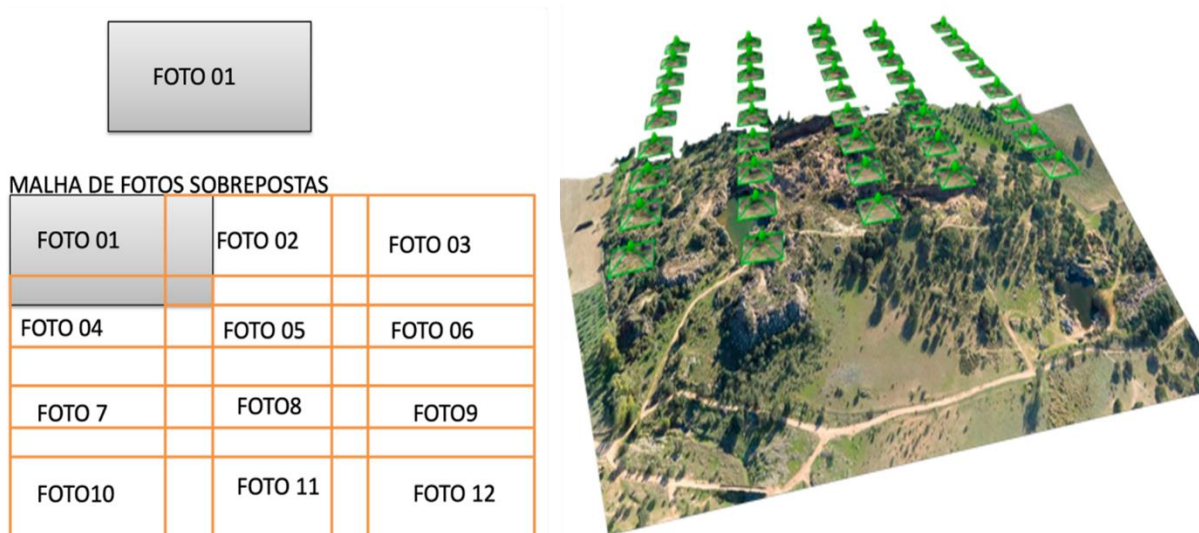 FOTO 01
MALHA DE FOTOS SOBREPOSTAS
FOTO 01 FOTO 02 FOTO 03
FOTO 04 FOTO 05 FOTO 06
FOTO 7 FOTO8 FOTO9
FOTO10 FOTO 11 FOTO 12